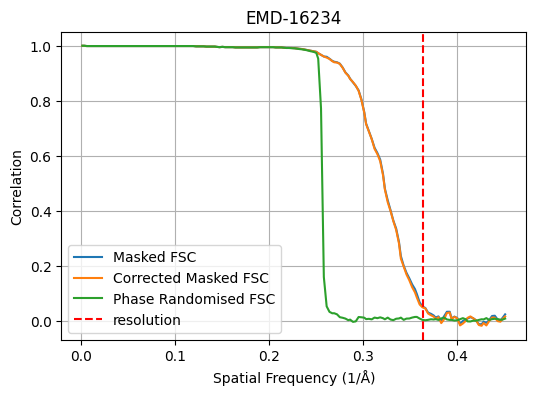 EMD-16234
Correlation
1.0
0.8
0.6
0.4
0.2
0.0
Masked FSC
Corrected Masked FSC
Phase Randomised FSC
resolution
0.0 0.1 0.2 0.3 0.4
Spatial Frequency (1/Å)